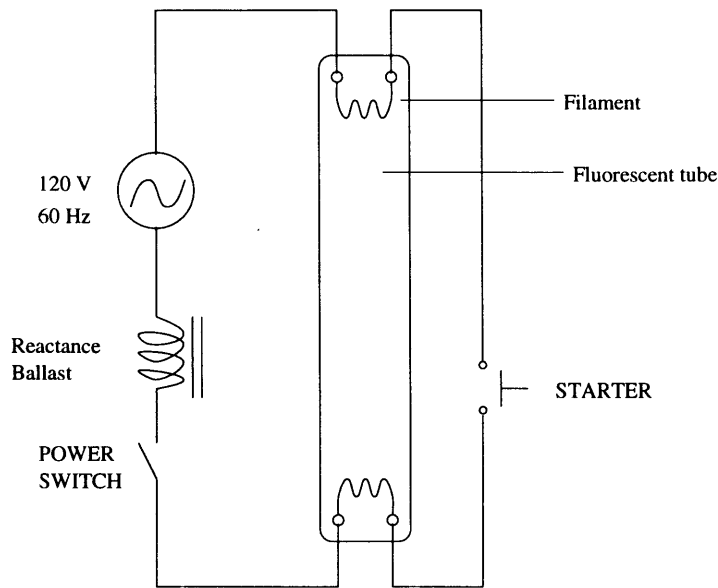 Filament
Fluorescent tube
120 V
60 Hz
Reactance
Ballast
STARTER
POWER
SWITCH